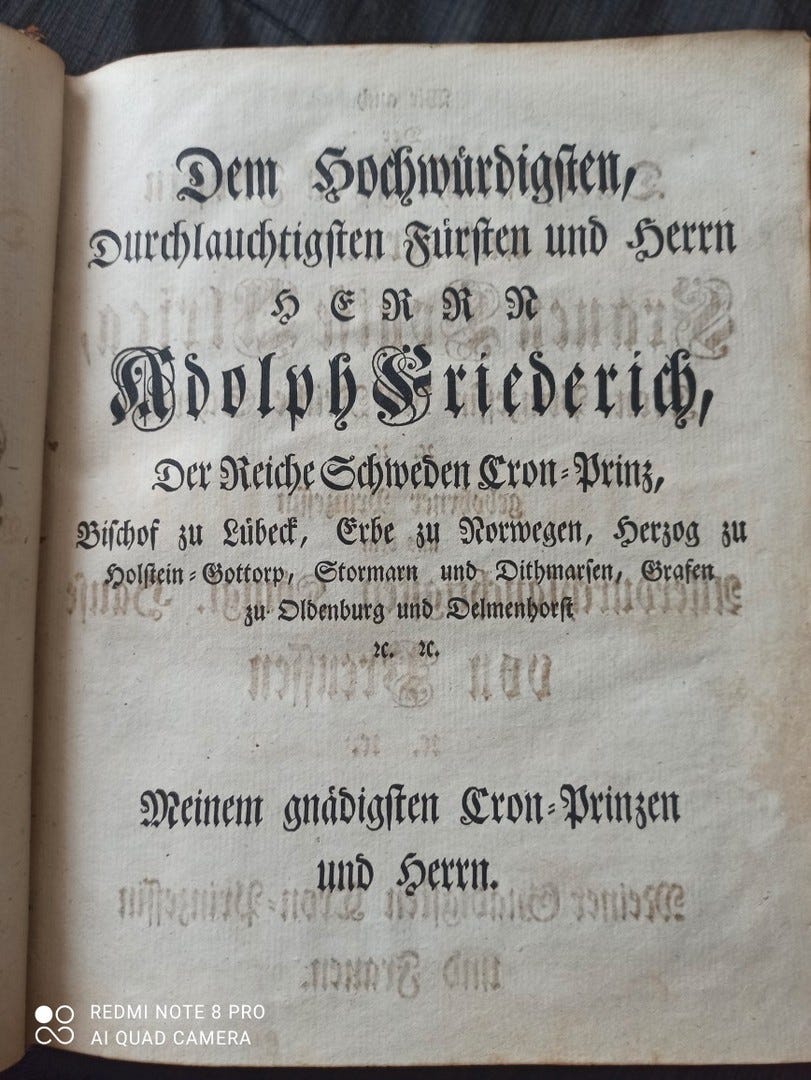 Dem Hochwürdigſten,
Durchlauchtigſten Fürſten und Herrn
HERRN
Adolph Friederich,
Der Reiche Schweden Cron-Prinz,
Biſchof zu Lübeck, Erbe zu Norwegen, Herzog zu
Holſtein-Gottorp, Stormarn und Dithmarſen, Grafen
zu Oldenburg und Delmenhorſt
ꝛc. ꝛc.
Meinem gnädigſten Cron-Prinzen
und Herrn.
REDMI NOTE 8 PRO
AI QUAD CAMERA